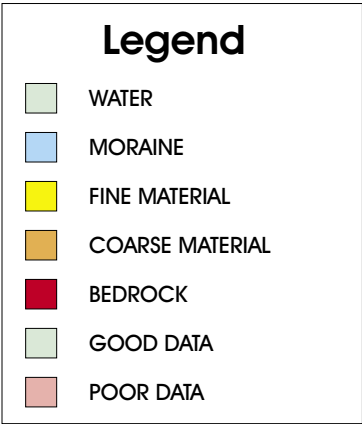 Legend
WATER
MORAINE
FINE MATERIAL
COARSE MATERIAL
BEDROCK
GOOD DATA
POOR DATA